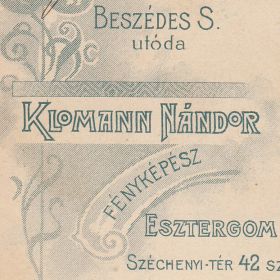 BESZÉDES S.
utóda
KLOMANN NÁNDOR
FÉNYKÉPÉSZ
ESZTERGOM
SZÉCHENYI-TÉR 42 SZ